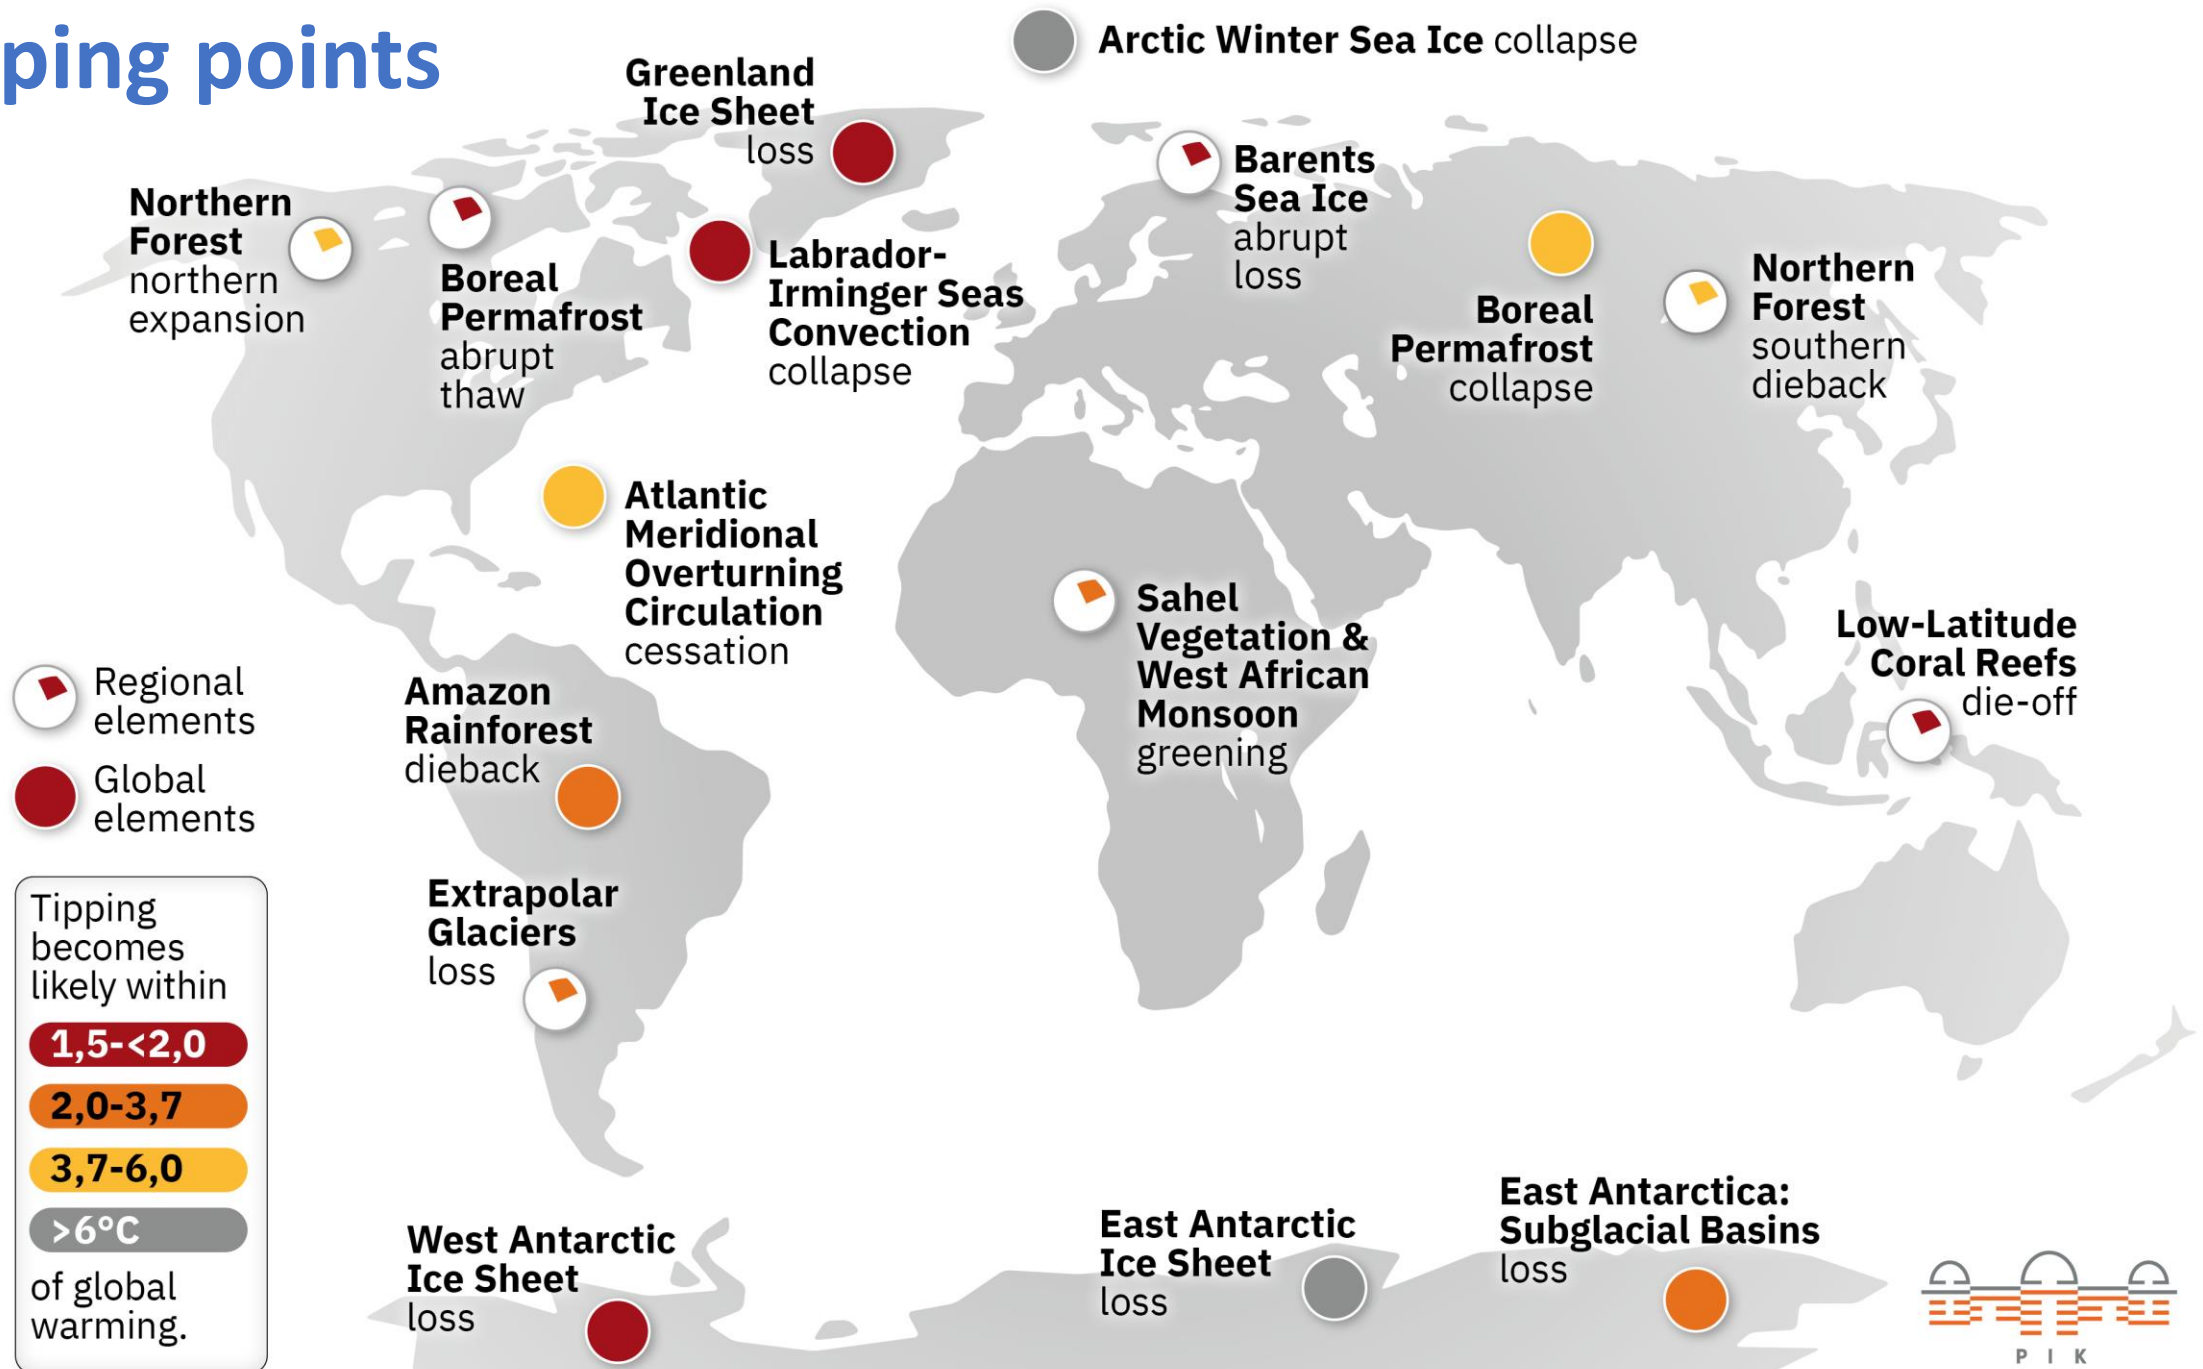 ping points
Arctic Winter Sea Ice collapse
Greenland
Ice Sheet
loss
Northern
Forest
northern
expansion
Boreal
Permafrost
abrupt
thaw
Labrador-
Irminger Seas
Convection
collapse
Barents
Sea Ice
abrupt
loss
Boreal
Permafrost
collapse
Northern
Forest
southern
dieback
Atlantic
Meridional
Overturning
Circulation
cessation
Sahel
Vegetation &
West African
Monsoon
greening
Low-Latitude
Coral Reefs
die-off
Regional
elements
Global
elements
Amazon
Rainforest
dieback
Extrapolar
Glaciers
loss
Tipping
becomes
likely within
1,5-<2,0
2,0-3,7
3,7-6,0
>6°C
of global
warming.
West Antarctic
Ice Sheet
loss
East Antarctic
Ice Sheet
loss
East Antarctica:
Subglacial Basins
loss
PIK